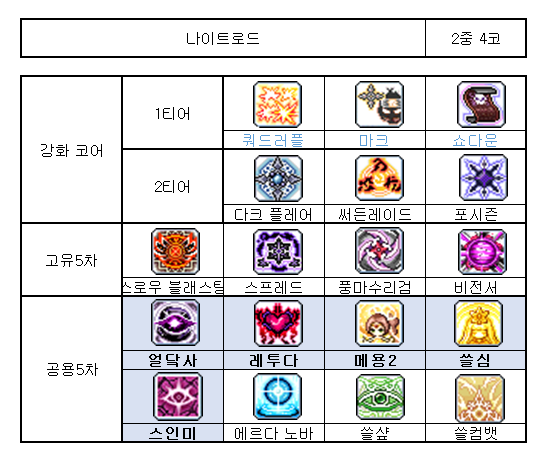 나이트로드 2중 4코
강화 코어
1티어
쿼드러플 마크 쇼다운
2티어
다크 플레어 써든레이드 포시즌
고유5차
스로우 블래스팅 스프레드 풍마수리검 비전서
공용5차
얼닼사 레투다 메용2 쓸심
스인미 에르다 노바 쓸샾 쓸컴뱃